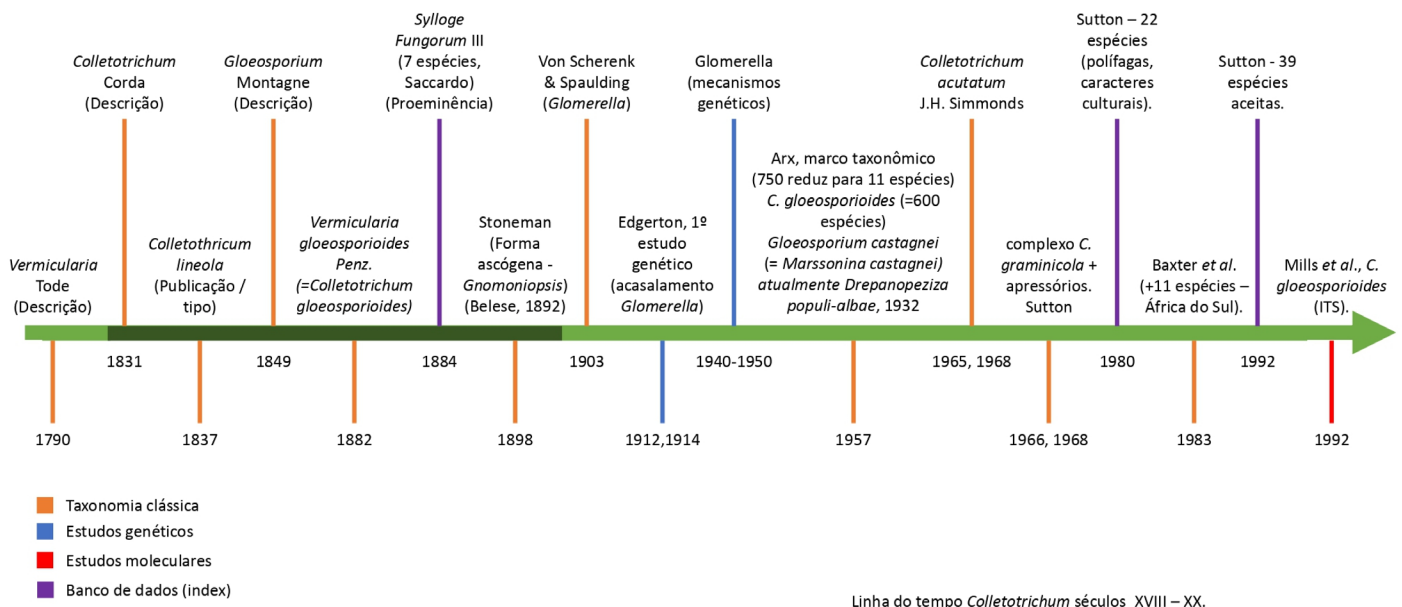 Colletotrichum
Corda
(Descrição)
Gloeosporium
Montagne
(Descrição)
Sylloge
Fungorum III
(7 espécies,
Saccardo)
(Proeminência)
Von Scherenk
& Spaulding
(Glomerella)
Glomerella
(mecanismos
genéticos)
Colletotrichum
acutatum
J.H. Simmonds
Sutton – 22
espécies
(polífagas,
caracteres
culturais).
Sutton - 39
espécies
aceitas.
Vermicularia
Tode
(Descrição)
Colletothricum
lineola
(Publicação /
tipo)
Vermicularia
gloeosporioides
Penz.
(=Colletotrichum
gloeosporioides)
Stoneman
(Forma
ascógena -
Gnomoniopsis)
(Belese, 1892)
Edgerton, 1º
estudo
genético
(acasalamento
Glomerella)
Arx, marco taxonômico
(750 reduz para 11 espécies)
C. gloeosporioides (=600
espécies)
Gloeosporium castagnei
(= Marssonina castagnei)
atualmente Drepanopeziza
populi-albae, 1932
complexo C.
graminicola +
apressórios.
Sutton
Baxter et al.
(+11 espécies –
África do Sul).
Mills et al., C.
gloeosporioides
(ITS).
1831
1849
1884
1903
1940-1950
1965, 1968
1980
1992
1790
1837
1882
1898
1912,1914
1957
1966, 1968
1983
1992
Taxonomia clássica
Estudos genéticos
Estudos moleculares
Banco de dados (index)
Linha do tempo Colletotrichum séculos XVIII – XX.